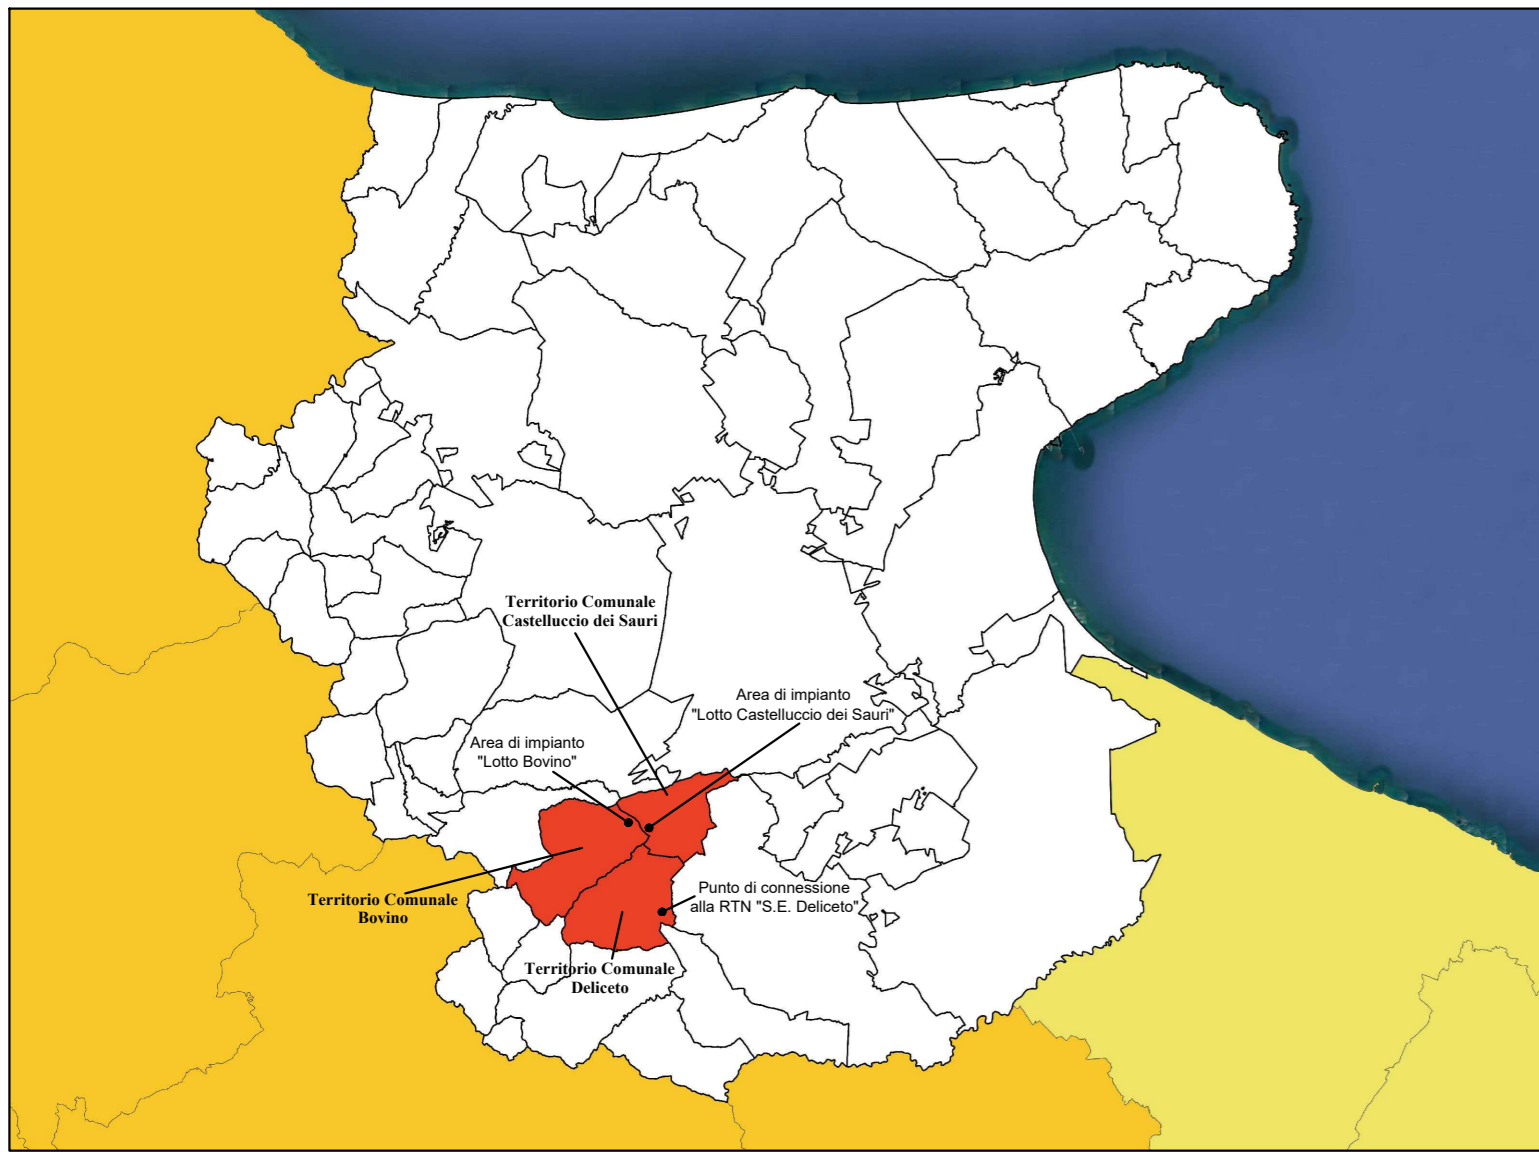 Territorio Comunale
Castelluccio dei Sauri
Area di impianto
"Lotto Castelluccio dei Sauri"
Area di impianto
"Lotto Bovino"
Territorio Comunale
Bovino
Punto di connessione
alla RTN "S.E. Deliceto"
Territorio Comunale
Deliceto